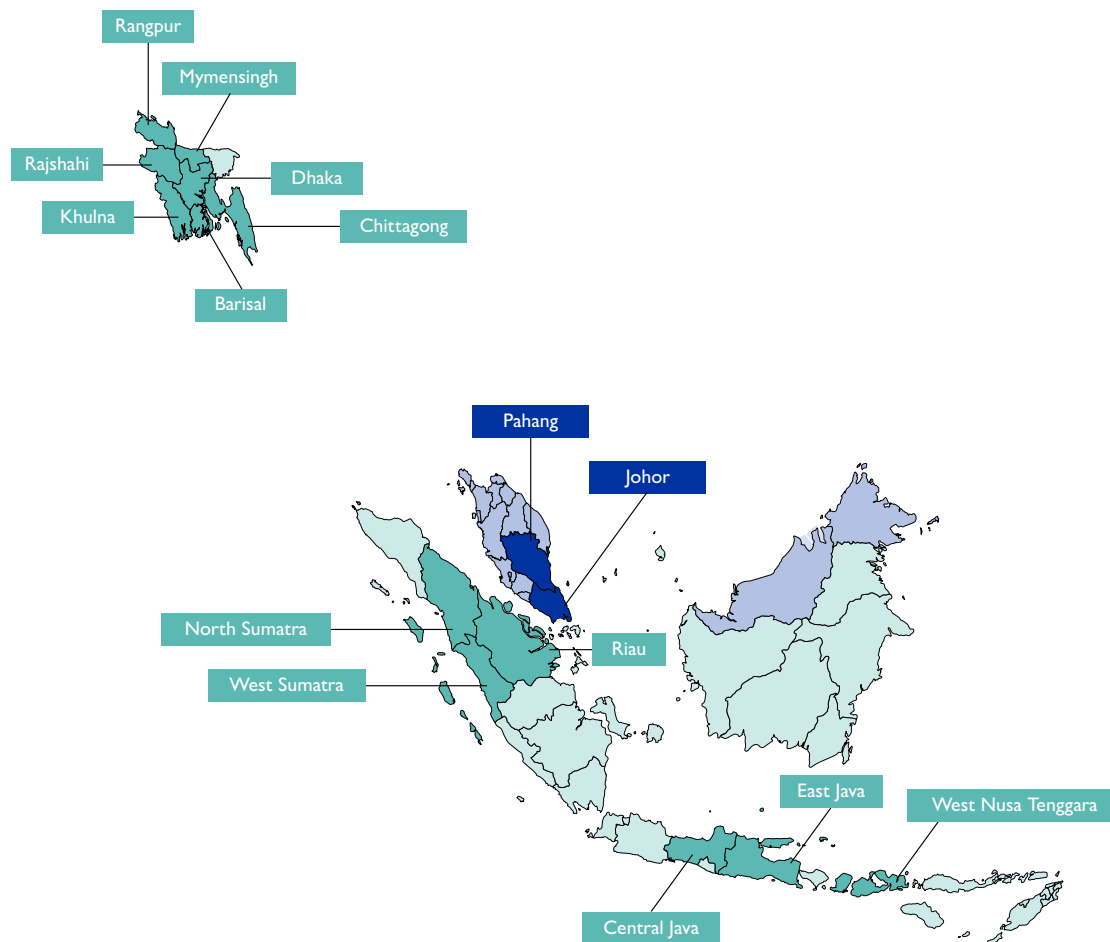 Rangpur
Mymensingh
Rajshahi
Dhaka
Khulna
Chittagong
Barisal
Pahang
Johor
North Sumatra
Riau
West Sumatra
East Java
West Nusa Tenggara
Central Java